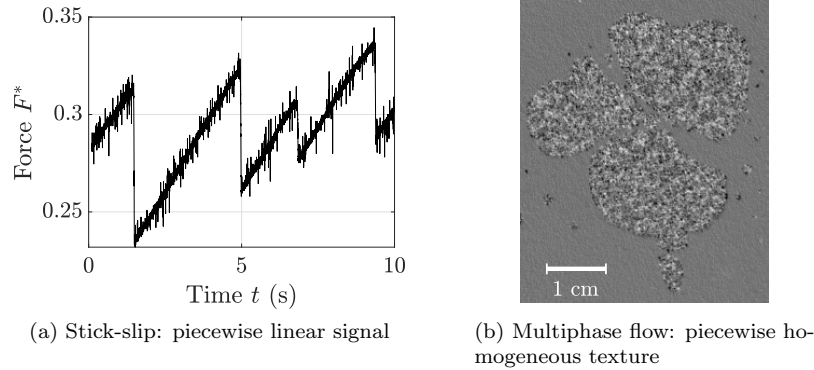 0.35
0.3
0.25
Force F*
0
5
10
Time t (s)
1 cm
(a) Stick-slip: piecewise linear signal
(b) Multiphase flow: piecewise ho-
mogeneous texture